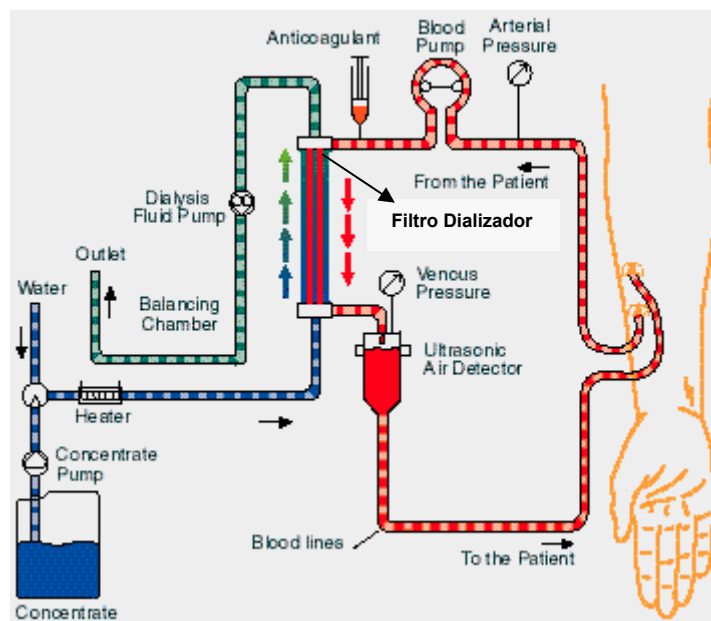 Anticoagulant
Blood
Pump
Arterial
Pressure
From the Patient
Filtro Dializador
Dialysis
Fluid Pump
Outlet
Water
Balancing
Chamber
Venous
Pressure
Ultrasonic
Air Detector
Heater
Concentrate
Pump
Blood lines
To the Patient
Concentrate